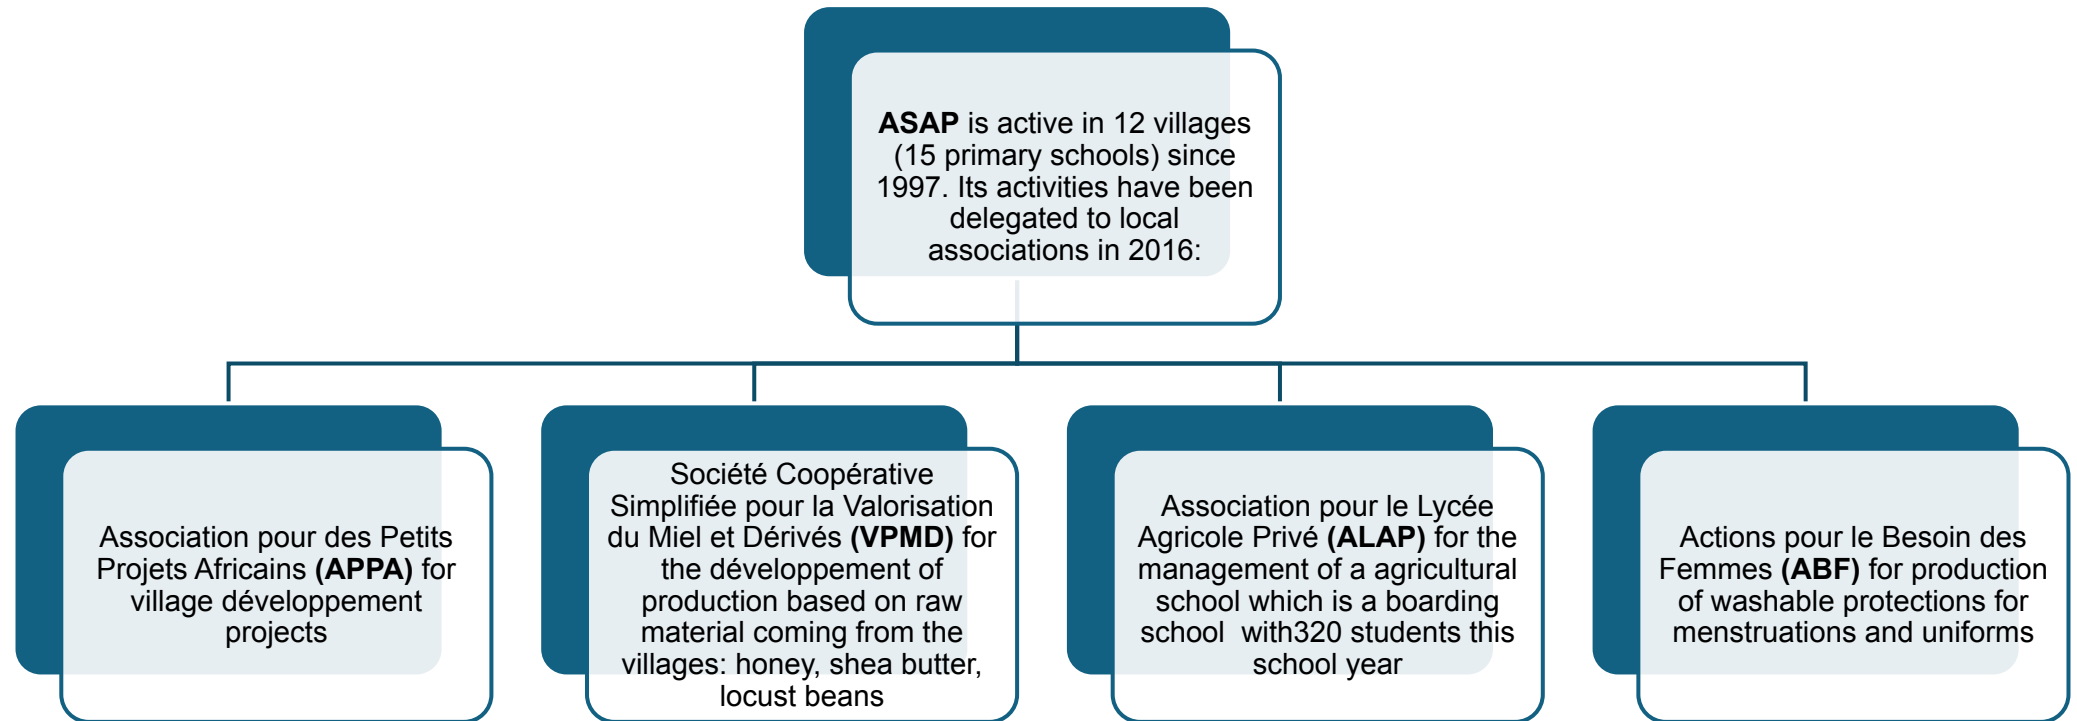 ASAP is active in 12 villages
(15 primary schools) since
1997. Its activities have been
delegated to local
associations in 2016:
Association pour des Petits
Projets Africains (APPA) for
village développement
projects
Société Coopérative
Simplifiée pour la Valorisation
du Miel et Dérivés (VPMD) for
the développement of
production based on raw
material coming from the
villages: honey, shea butter,
locust beans
Association pour le Lycée
Agricole Privé (ALAP) for the
management of a agricultural
school which is a boarding
school  with320 students this
school year
Actions pour le Besoin des
Femmes (ABF) for production
of washable protections for
menstruations and uniforms